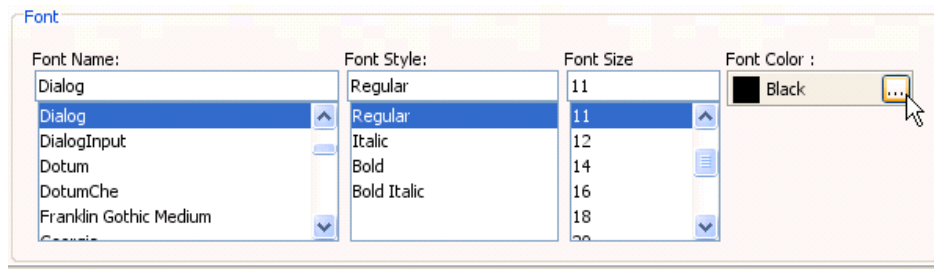 Font
Font Name:
Dialog
Dialog
DialogInput
Dotum
DotumChe
Franklin Gothic Medium
Font Style:
Regular
Regular
Italic
Bold
Bold Italic
Font Size
11
11
12
14
16
18
Font Color :
Black
...